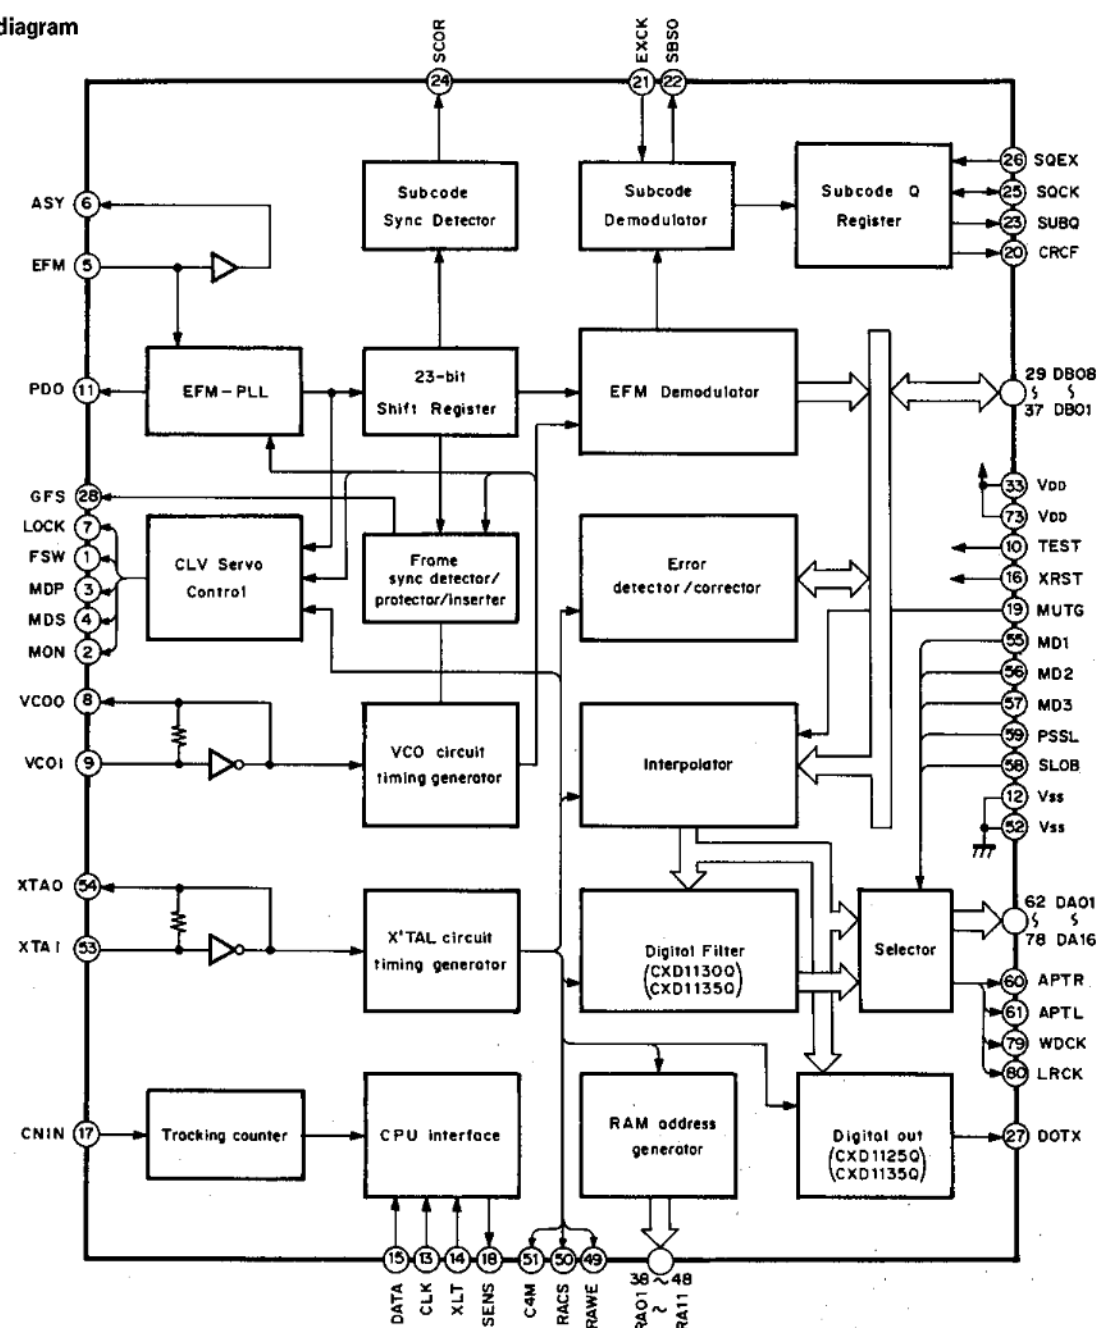 diagram
SCOR
EXCK
SBSO
24
21
22
Subcode
Sync Detector
Subcode
Demodulator
Subcode Q
Register
26 SQEX
25 SQCK
23 SUBQ
20 CRCF
ASY 6
EFM 5
PDO 11
EFM-PLL
23-bit
Shift Register
EFM Demodulator
29 DB08
37 DB01
GFS 28
LOCK 7
FSW 1
MDP 3
MDS 4
MON 2
CLV Servo
Control
Frame
sync detector/
protector/inserter
Error
detector/corrector
33 VDD
73 VDD
10 TEST
16 XRST
19 MUTG
55 MD1
56 MD2
57 MD3
59 PSSL
58 SLOB
12 Vss
52 Vss
VCOO 8
VCOI 9
VCO circuit
timing generator
Interpolator
XTAO 54
XTAI 53
X'TAL circuit
timing generator
Digital Filter
(CXD1130Q
CXD1135Q)
Selector
62 DA01
78 DA16
60 APTR
61 APTL
79 WDCK
80 LRCK
CNIN 17
Tracking counter
CPU interface
RAM address
generator
Digital out
(CXD1125Q
CXD1135Q)
27 DOTX
15
13
14
18
51
50
49
38 ~ 48
DATA
CLK
XLT
SENS
C4M
RACS
RAWE
RA01
~
RA11